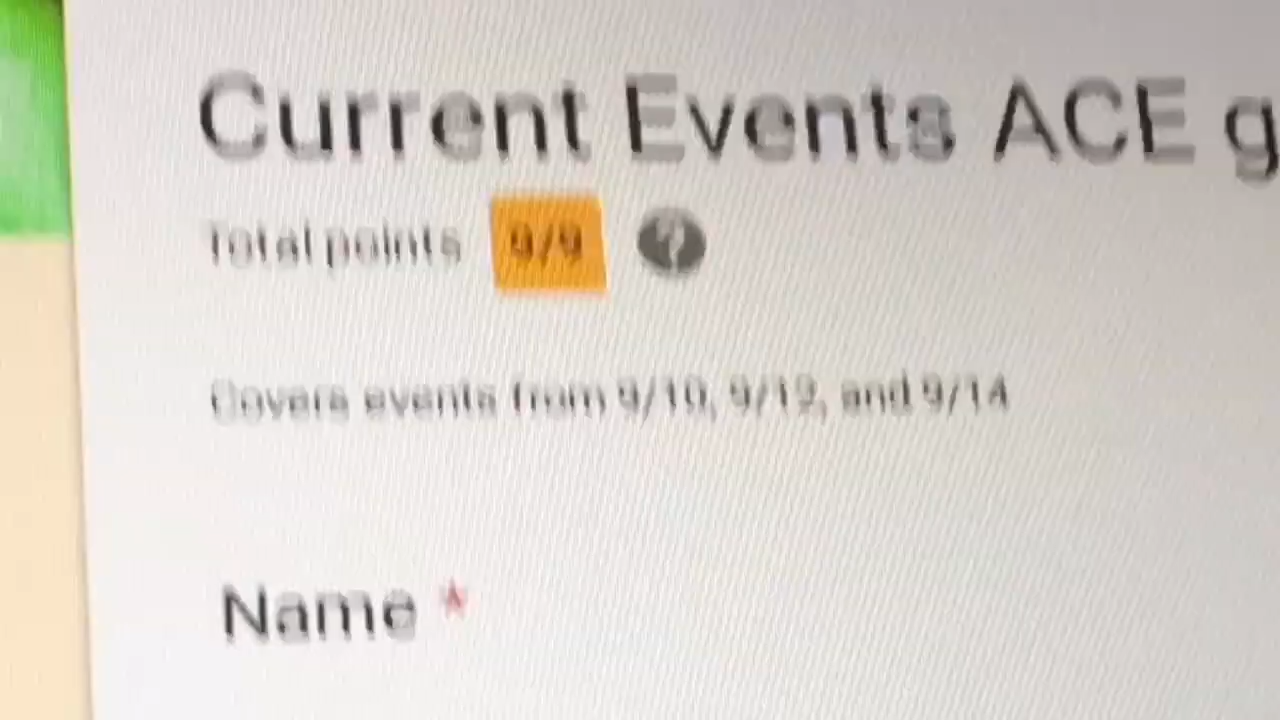 Current Events ACE g
Total points 9/9 ?
Covers events from 9/10, 9/12, and 9/14
Name *